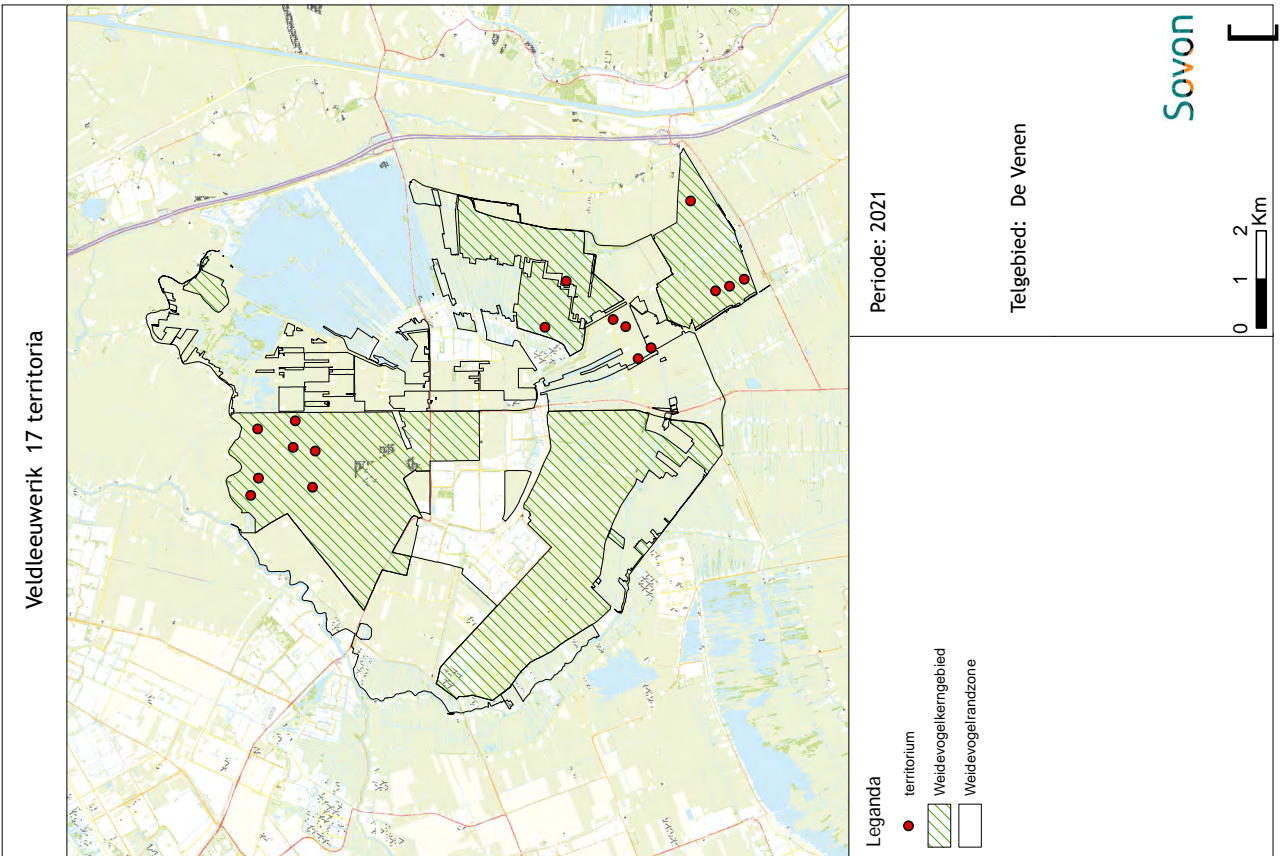 Veldleeuwerik 17 territoria
Leganda
territorium
Weidevogelkerngebied
Weidevogelrandzone
Periode: 2021
Telgebied: De Venen
0 1 2
Km
Sovon
[